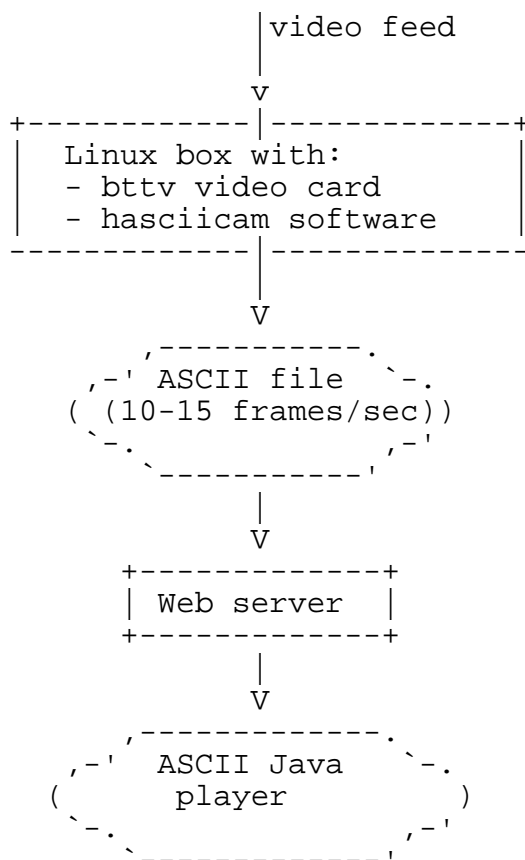 video feed
Linux box with:
- bttv video card
- hasciicam software
ASCII file
(10-15 frames/sec)
Web server
ASCII Java
player